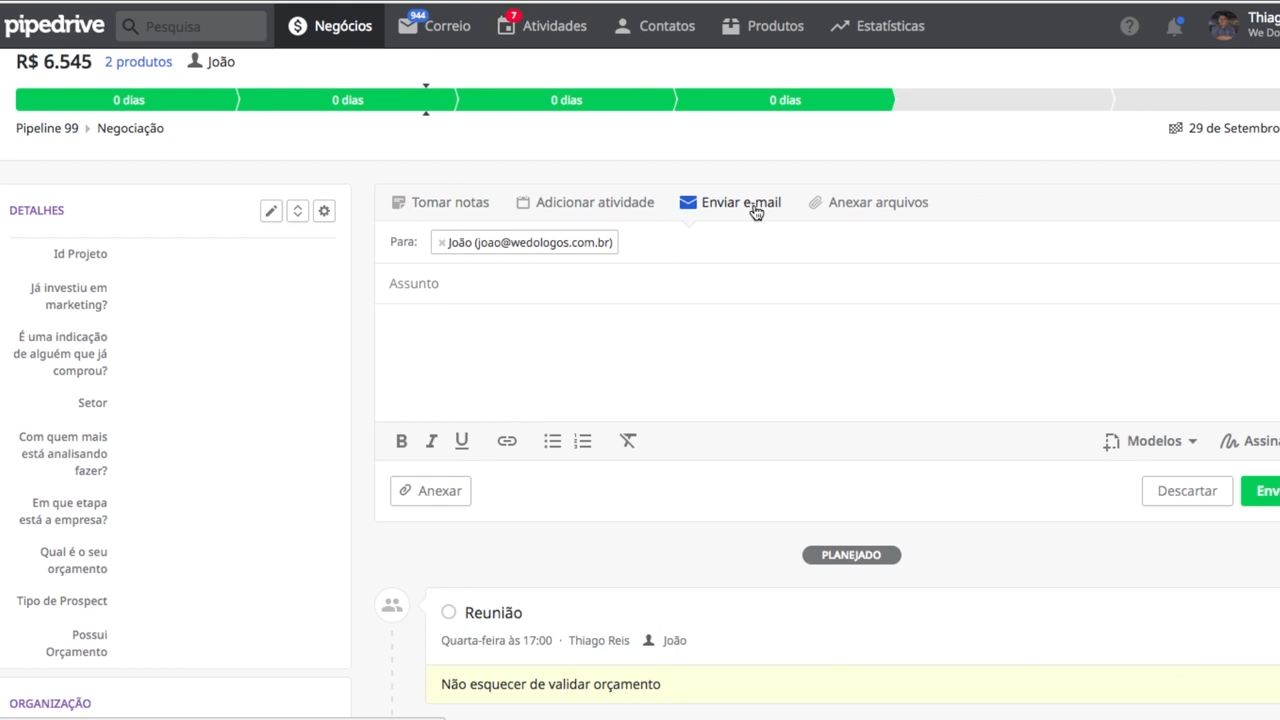 pipedrive
Pesquisa
Negócios
944
Correio
7
Atividades
Contatos
Produtos
Estatísticas
?
Thiag
We Do
R$ 6.545 2 produtos João
0 dias 0 dias 0 dias 0 dias
Pipeline 99 Negociação
29 de Setembro
DETALHES
Id Projeto
Já investiu em
marketing?
É uma indicação
de alguém que já
comprou?
Setor
Com quem mais
está analisando
fazer?
Em que etapa
está a empresa?
Qual é o seu
orçamento
Tipo de Prospect
Possui
Orçamento
ORGANIZAÇÃO
Tomar notas Adicionar atividade Enviar e-mail Anexar arquivos
Para: × João (joao@wedologos.com.br)
Assunto
B I U
Modelos Assina
Anexar
Descartar Env
PLANEJADO
Reunião
Quarta-feira às 17:00 · Thiago Reis João
Não esquecer de validar orçamento